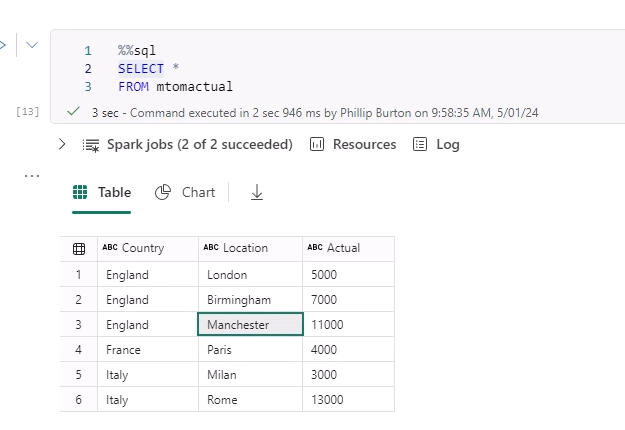 1 %%sql
2 SELECT *
3 FROM mtomactual
[13] 3 sec - Command executed in 2 sec 946 ms by Phillip Burton on 9:58:35 AM, 5/01/24
Spark jobs (2 of 2 succeeded) Resources Log
...
Table Chart
ABC Country ABC Location ABC Actual
1 England London 5000
2 England Birmingham 7000
3 England Manchester 11000
4 France Paris 4000
5 Italy Milan 3000
6 Italy Rome 13000